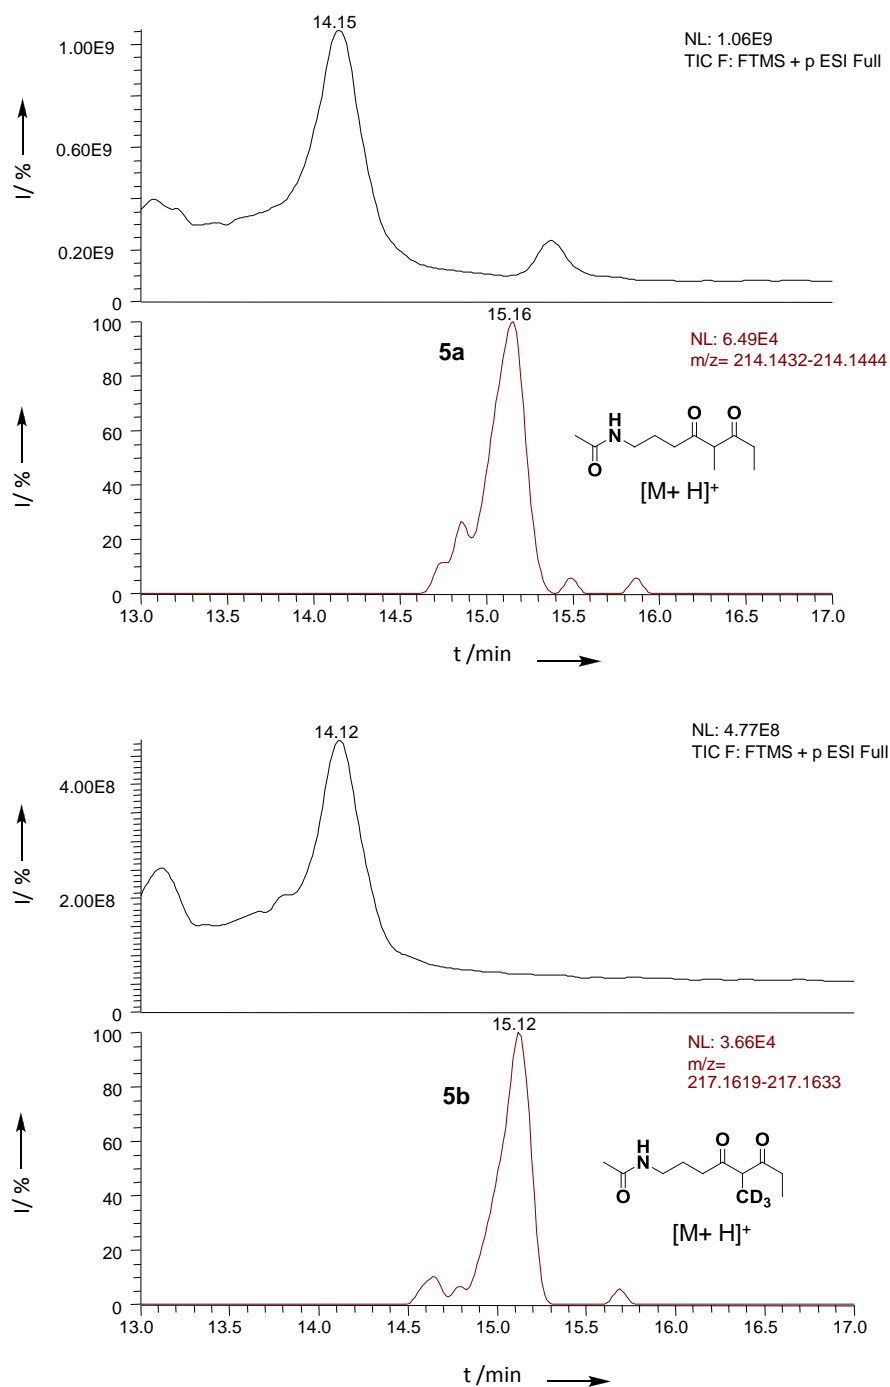 14.15
NL: 1.06E9
TIC F: FTMS + p ESI Full
1.00E9
0.60E9
0.20E9
0
I/ %
15.16
NL: 6.49E4
m/z= 214.1432-214.1444
5a
100
80
60
40
20
0
I/ %
H
N
O
O O
[M+ H]+
13.0 13.5 14.0 14.5 15.0 15.5 16.0 16.5 17.0
t /min
14.12
NL: 4.77E8
TIC F: FTMS + p ESI Full
4.00E8
2.00E8
0
I/ %
15.12
NL: 3.66E4
m/z=
217.1619-217.1633
5b
100
80
60
40
20
0
I/ %
H
N
O
O O
CD3
[M+ H]+
13.0 13.5 14.0 14.5 15.0 15.5 16.0 16.5 17.0
t /min